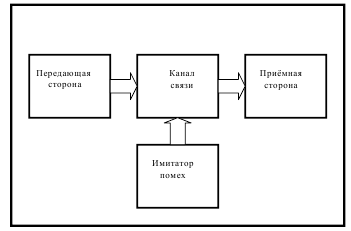 Передающая
сторона
Канал
связи
Приёмная
сторона
Имитатор
помех